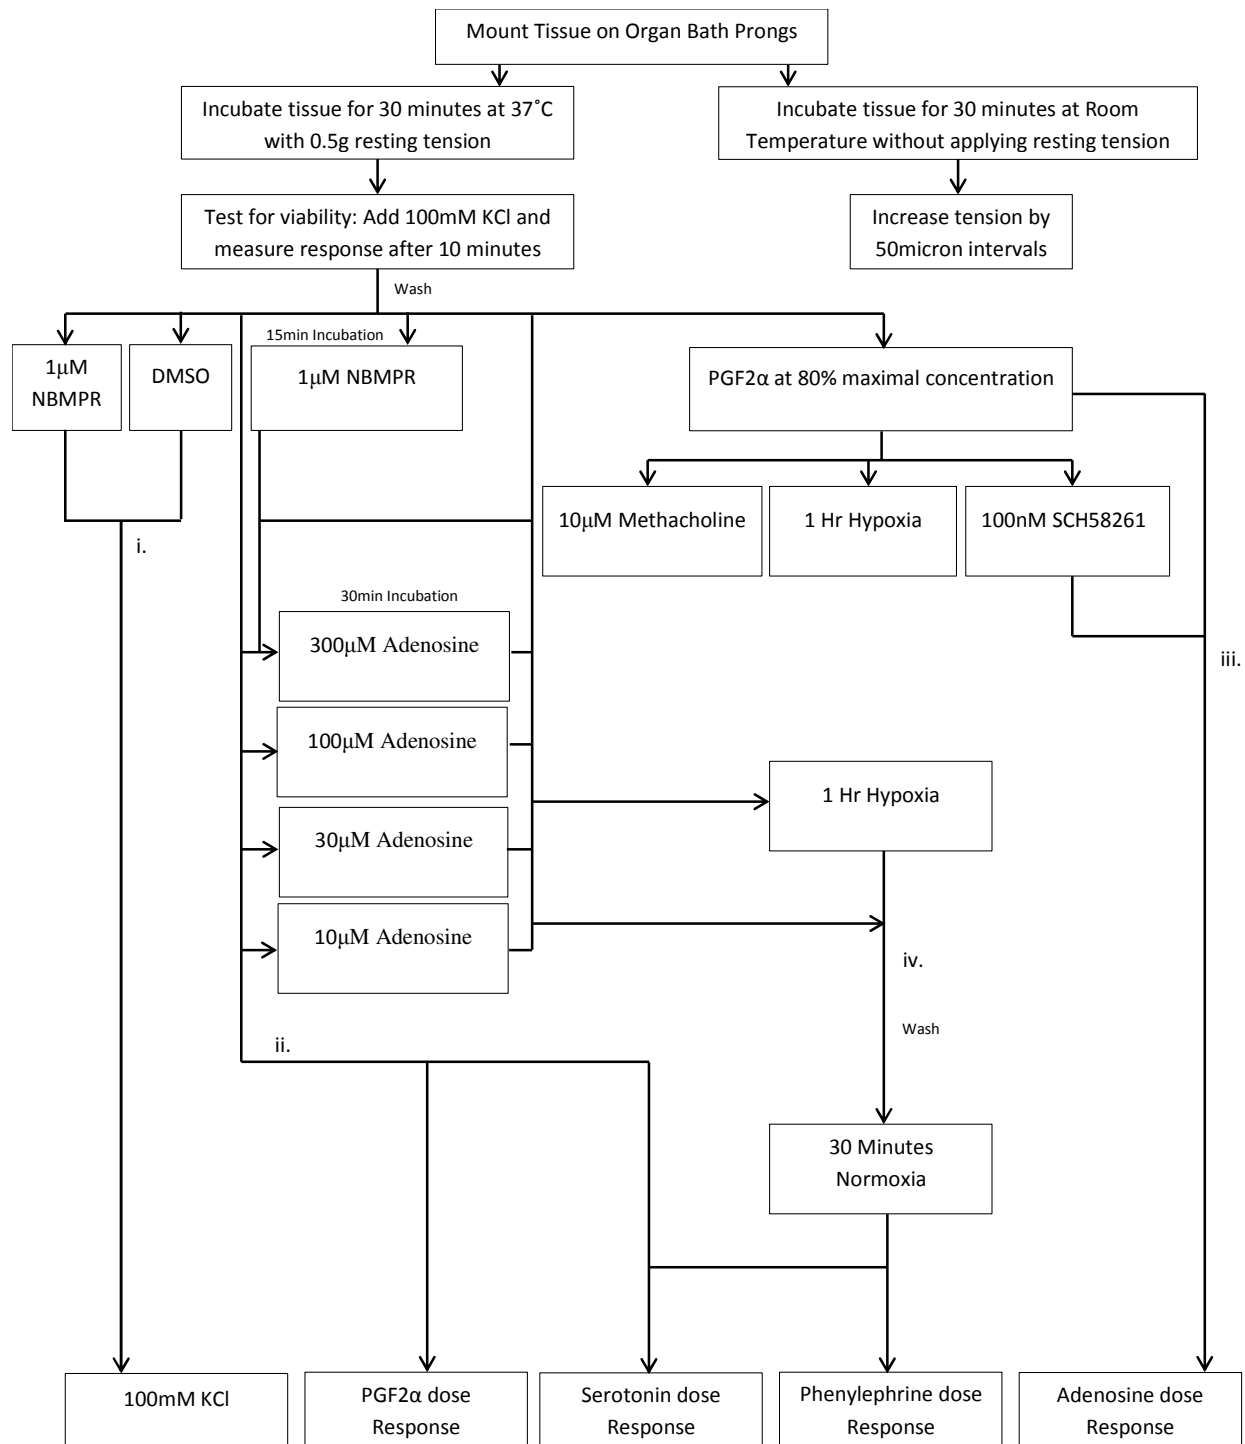 Mount Tissue on Organ Bath Prongs
Incubate tissue for 30 minutes at 37˚C
with 0.5g resting tension
Incubate tissue for 30 minutes at Room
Temperature without applying resting tension
Test for viability: Add 100mM KCl and
measure response after 10 minutes
Increase tension by
50micron intervals
Wash
1μM
NBMPR
DMSO
15min Incubation
1μM NBMPR
PGF2α at 80% maximal concentration
10μM Methacholine
1 Hr Hypoxia
100nM SCH58261
i.
30min Incubation
300μM Adenosine
iii.
100μM Adenosine
1 Hr Hypoxia
30μM Adenosine
10μM Adenosine
iv.
Wash
ii.
30 Minutes
Normoxia
100mM KCl
PGF2α dose
Response
Serotonin dose
Response
Phenylephrine dose
Response
Adenosine dose
Response